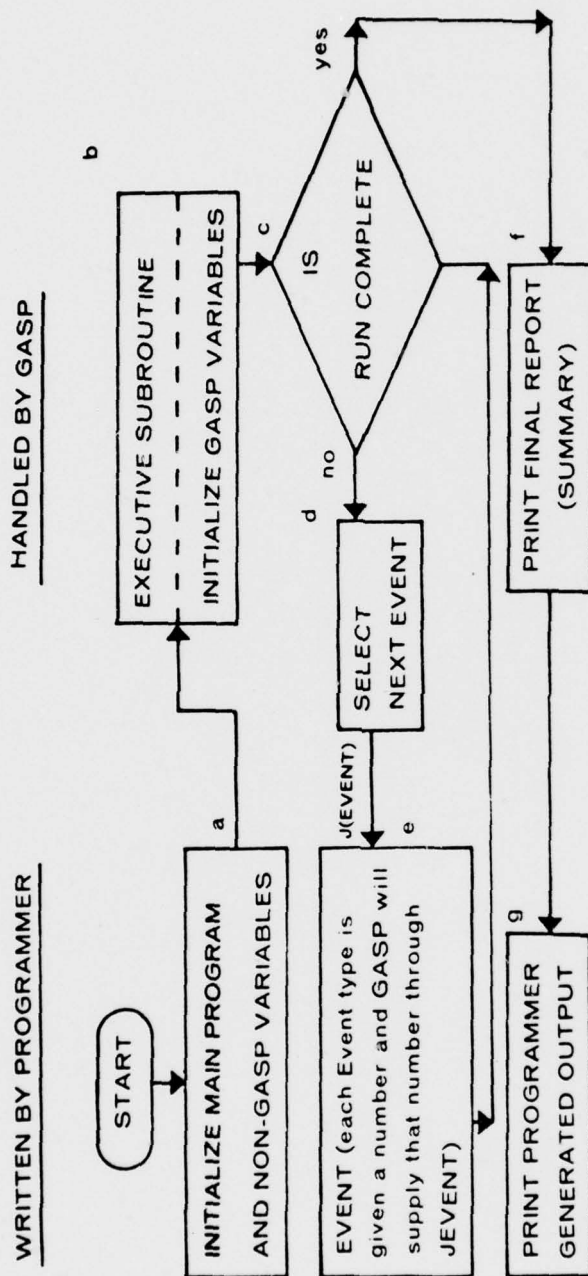 WRITTEN BY PROGRAMMER
HANDLED BY GASP
START
a
INITIALIZE MAIN PROGRAM
AND NON-GASP VARIABLES
b
EXECUTIVE SUBROUTINE
INITIALIZE GASP VARIABLES
c
IS
RUN COMPLETE
yes
no
d
SELECT
NEXT EVENT
J(EVENT)
e
EVENT (each Event type is
given a number and GASP will
supply that number through
JEVENT)
f
PRINT FINAL REPORT
(SUMMARY)
g
PRINT PROGRAMMER
GENERATED OUTPUT